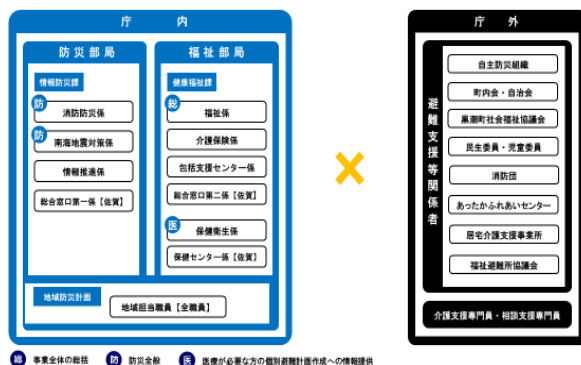 庁 内
防災部局
情報防災課
防
消防防災係
防
南海地震対策係
情報推進係
総合窓口第一係【佐賀】
福祉部局
健康福祉課
総
福祉係
介護保険係
包括支援センター係
総合窓口第二係【佐賀】
医
保健衛生係
保健センター係【佐賀】
地域防災計画
地域担当職員【全職員】
×
庁 外
避難支援等関係者
自主防災組織
町内会・自治会
黒潮町社会福祉協議会
民生委員・児童委員
消防団
あったかふれあいセンター
居宅介護支援事業所
福祉避難所協議会
介護支援専門員・相談支援専門員
総 事業全体の総括 防 防災全般 医 医療が必要な方の個別避難計画作成への情報提供